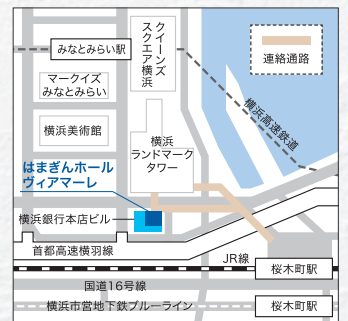 クイーンズ
スクエア横浜
みなとみらい駅
連絡通路
マークイズ
みなとみらい
横浜高速鉄道
横浜美術館
横浜
ランドマーク
タワー
はまぎんホール
ヴィアマーレ
横浜銀行本店ビル
首都高速横羽線
JR線
桜木町駅
国道16号線
横浜市営地下鉄ブルーライン
桜木町駅